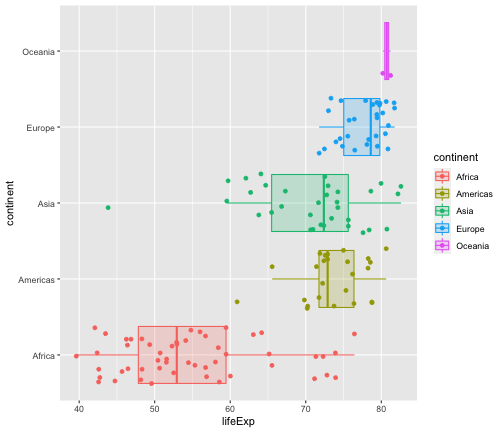 Oceania
Europe
Asia
Americas
Africa
continent
40 50 60 70 80
lifeExp
continent
Africa
Americas
Asia
Europe
Oceania